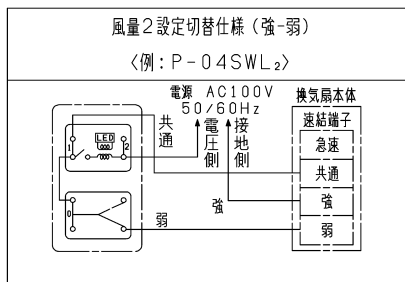 風量2設定切替仕様(強-弱)
〈例:P-04SWL₂〉
電源 AC100V
50/60Hz
換気扇本体
速結端子
急速
共通
強
弱
共通
電圧側
接地側
LED
1
2
0
強
弱